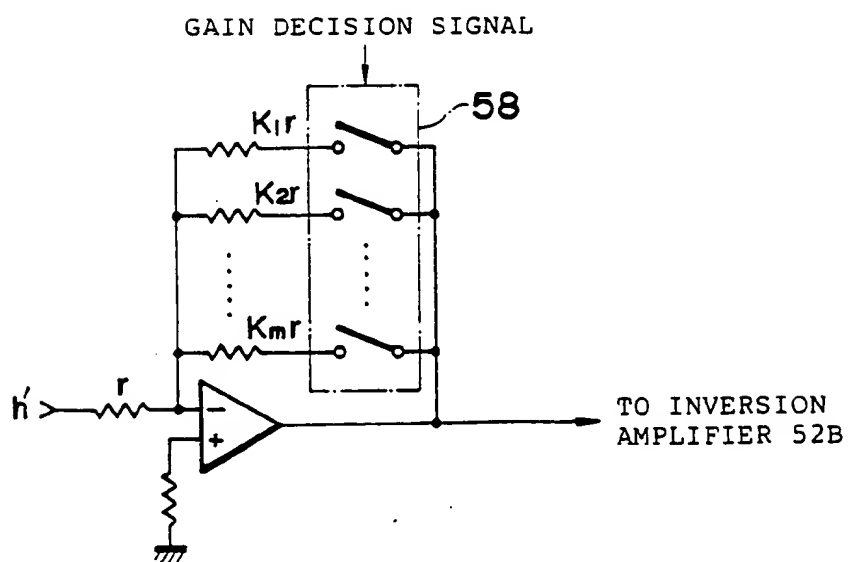 GAIN DECISION SIGNAL
58
K1r
K2r
Kmr
r
h'
−
+
TO INVERSION
AMPLIFIER 52B